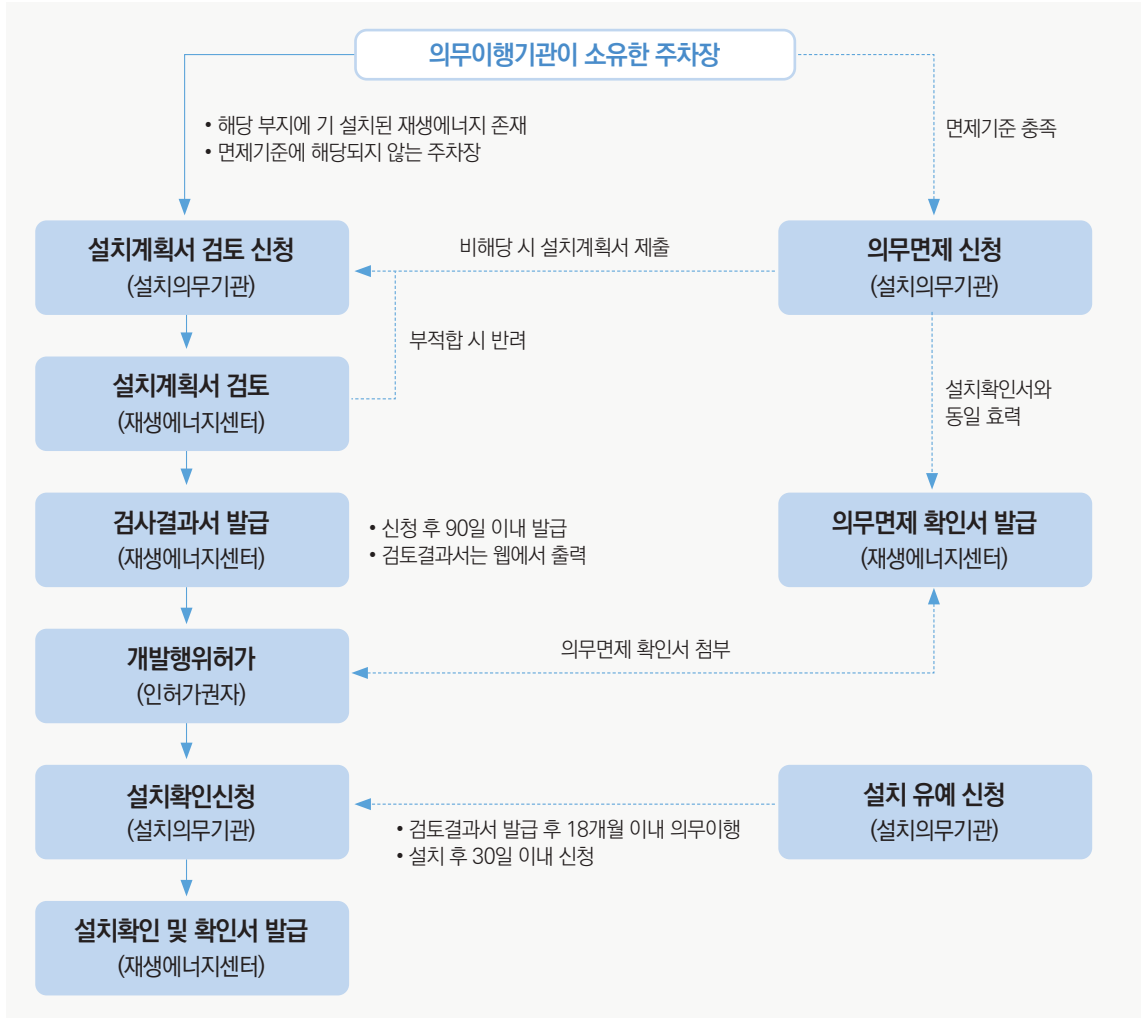 의무이행기관이 소유한 주차장
• 해당 부지에 기 설치된 재생에너지 존재
• 면제기준에 해당되지 않는 주차장
면제기준 충족
설치계획서 검토 신청
(설치의무기관)
비해당 시 설치계획서 제출
의무면제 신청
(설치의무기관)
부적합 시 반려
설치계획서 검토
(재생에너지센터)
설치확인서와
동일 효력
검사결과서 발급
(재생에너지센터)
• 신청 후 90일 이내 발급
• 검토결과서는 웹에서 출력
의무면제 확인서 발급
(재생에너지센터)
개발행위허가
(인허가권자)
의무면제 확인서 첨부
설치확인신청
(설치의무기관)
• 검토결과서 발급 후 18개월 이내 의무이행
• 설치 후 30일 이내 신청
설치 유예 신청
(설치의무기관)
설치확인 및 확인서 발급
(재생에너지센터)